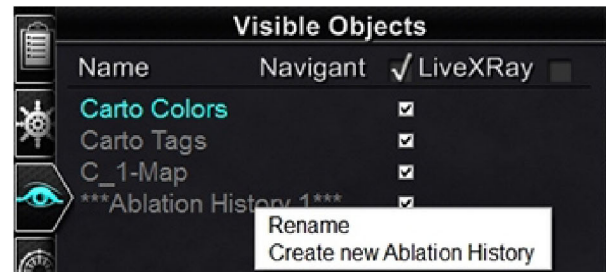 Visible Objects
Name Navigant LiveXRay
Carto Colors
Carto Tags
C_1-Map
***Ablation History 1***
Rename
Create new Ablation History